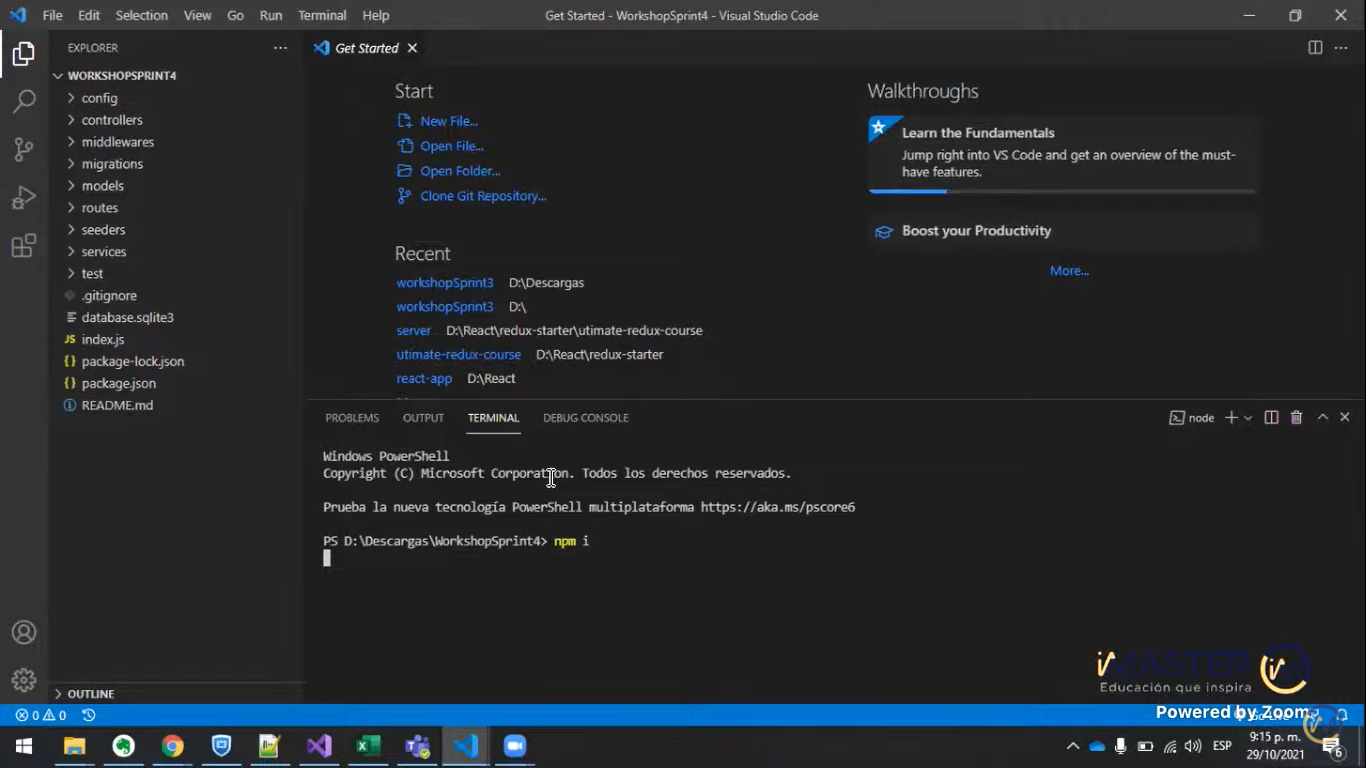 File Edit Selection View Go Run Terminal Help
Get Started - WorkshopSprint4 - Visual Studio Code
EXPLORER
WORKSHOPSPRINT4
config
controllers
middlewares
migrations
models
routes
seeders
services
test
.gitignore
database.sqlite3
JS index.js
{} package-lock.json
{} package.json
README.md
OUTLINE
Get Started
Start
New File...
Open File...
Open Folder...
Clone Git Repository...
Recent
workshopSprint3 D:\Descargas
workshopSprint3 D:\
server D:\React\redux-starter\utimate-redux-course
utimate-redux-course D:\React\redux-starter
react-app D:\React
Walkthroughs
Learn the Fundamentals
Jump right into VS Code and get an overview of the must-
have features.
Boost your Productivity
More...
PROBLEMS OUTPUT TERMINAL DEBUG CONSOLE
node
Windows PowerShell
Copyright (C) Microsoft Corporation. Todos los derechos reservados.
Prueba la nueva tecnología PowerShell multiplataforma https://aka.ms/pscore6
PS D:\Descargas\WorkshopSprint4> npm i
MASTER
Educación que inspira
0 0
Go Live
Powered by Zoom
ESP
9:15 p. m.
29/10/2021
6